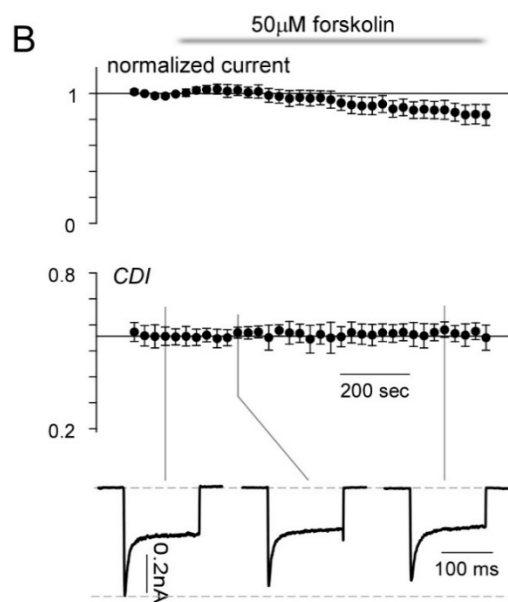 B
50μM forskolin
normalized current
1
0
0.8
CDI
200 sec
0.2
0.2nA
100 ms